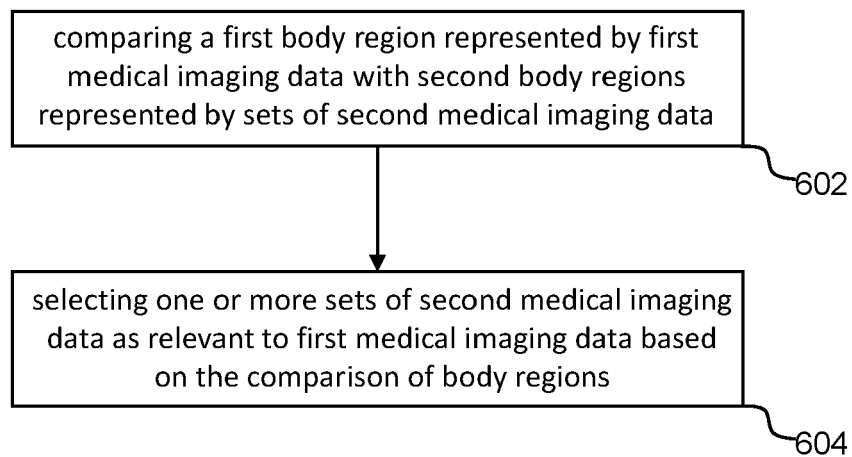 comparing a first body region represented by first
medical imaging data with second body regions
represented by sets of second medical imaging data
602
selecting one or more sets of second medical imaging
data as relevant to first medical imaging data based
on the comparison of body regions
604